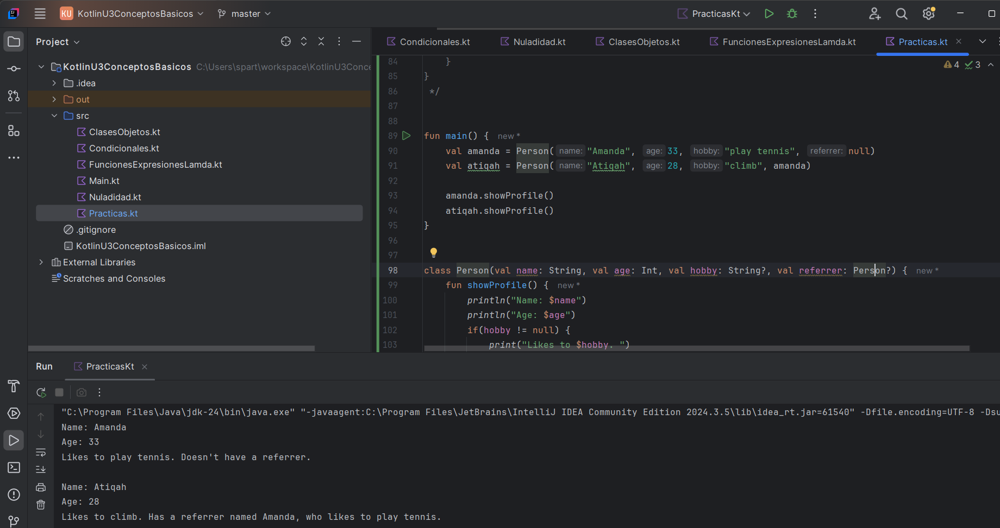 KU KotlinU3ConceptosBasicos master PracticasKt
Project
Condicionales.kt Nuladidad.kt ClasesObjetos.kt FuncionesExpresionesLamda.kt Practicas.kt
KotlinU3ConceptosBasicos C:\Users\spart\workspace\KotlinU3Conce
.idea
out
src
ClasesObjetos.kt
Condicionales.kt
FuncionesExpresionesLamda.kt
Main.kt
Nuladidad.kt
Practicas.kt
.gitignore
KotlinU3ConceptosBasicos.iml
External Libraries
Scratches and Consoles
4 3
84 }
85 }
86 */
87
88
89 fun main() { new *
90 val amanda = Person( name: "Amanda", age: 33, hobby: "play tennis", referrer: null)
91 val atiqah = Person( name: "Atiqah", age: 28, hobby: "climb", amanda)
92
93 amanda.showProfile()
94 atiqah.showProfile()
95 }
96
97
98 class Person(val name: String, val age: Int, val hobby: String?, val referrer: Person?) { new *
99 fun showProfile() { new *
100 println("Name: $name")
101 println("Age: $age")
102 if(hobby != null) {
103 print("Likes to $hobby. ")
Run PracticasKt
"C:\Program Files\Java\jdk-24\bin\java.exe" "-javaagent:C:\Program Files\JetBrains\IntelliJ IDEA Community Edition 2024.3.5\lib\idea_rt.jar=61540" -Dfile.encoding=UTF-8 -Dsu
Name: Amanda
Age: 33
Likes to play tennis. Doesn't have a referrer.
Name: Atiqah
Age: 28
Likes to climb. Has a referrer named Amanda, who likes to play tennis.